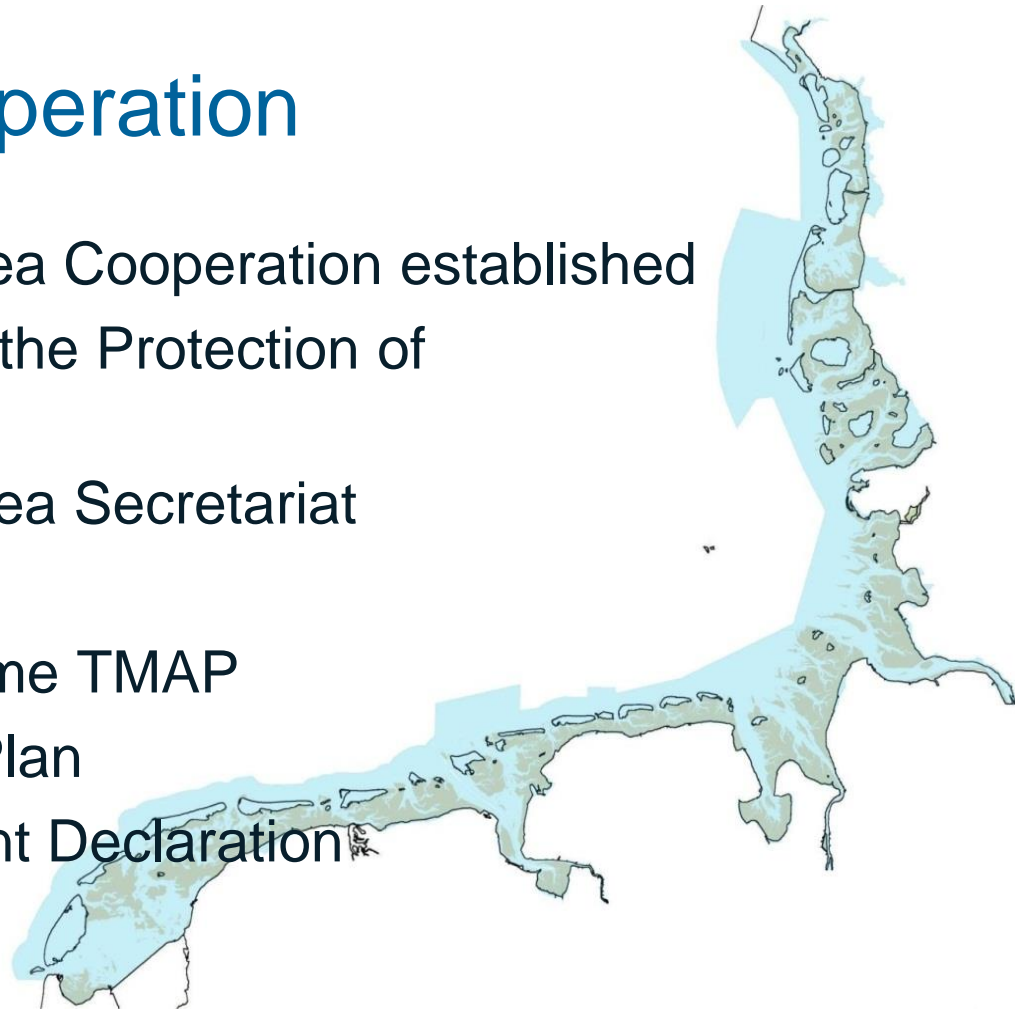 peration
ea Cooperation established
the Protection of
ea Secretariat
me TMAP
Plan
nt Declaration